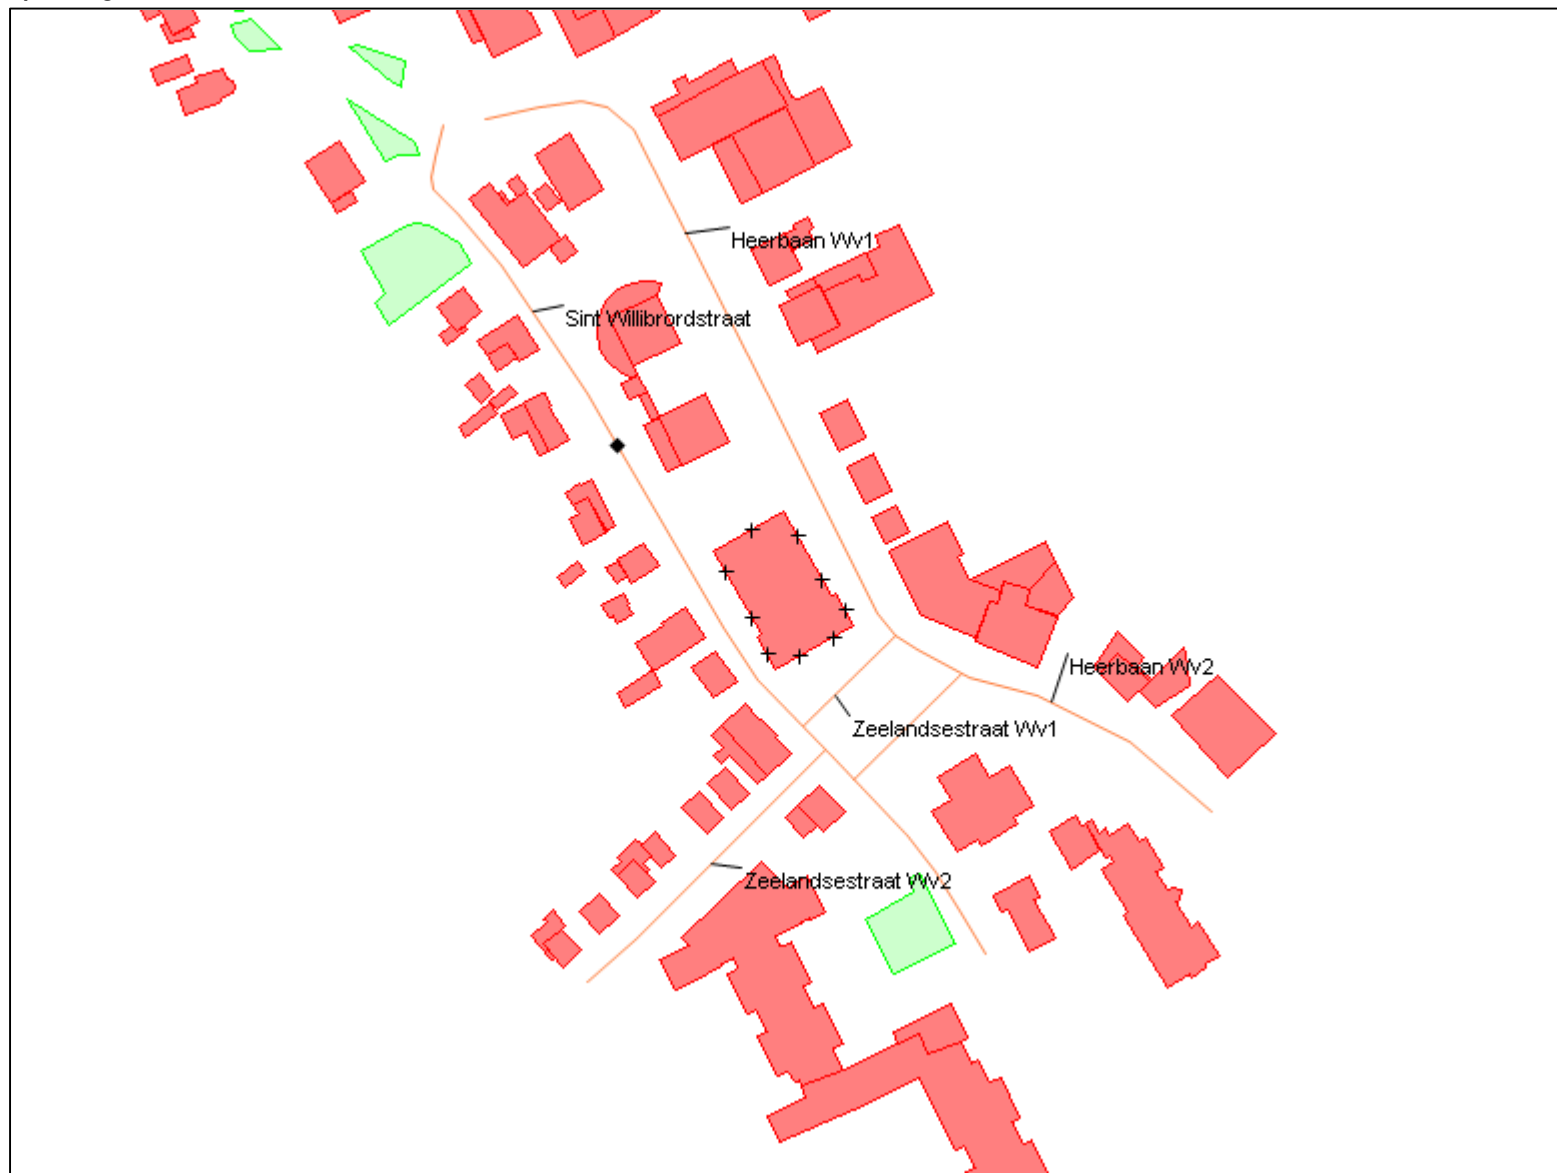 Heerbaan Wv1
Sint Willibrordstraat
Heerbaan Wv2
Zeelandsestraat Wv1
Zeelandsestraat Wv2